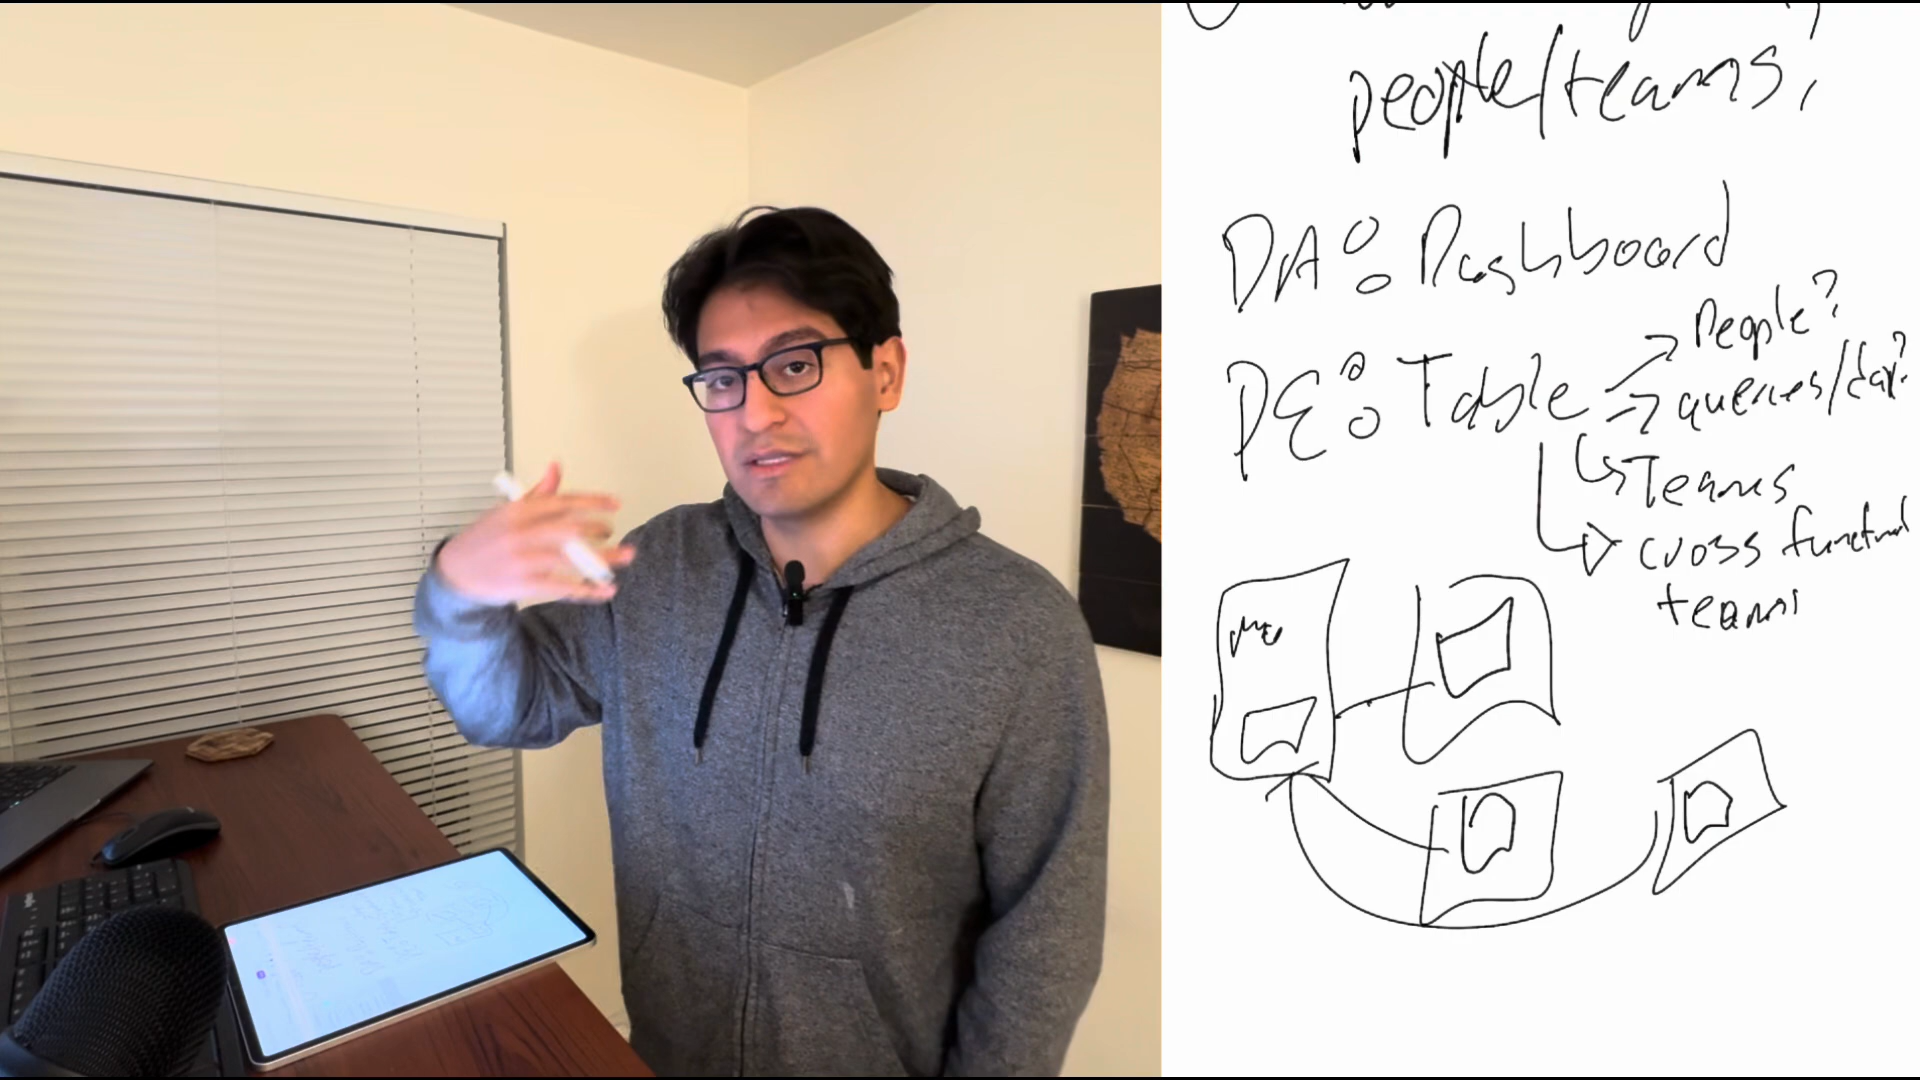 people/teams?
DA: Dashboard
→ People?
DE: Table → queries/day?
↳ Teams
→ cross functional
teams
me